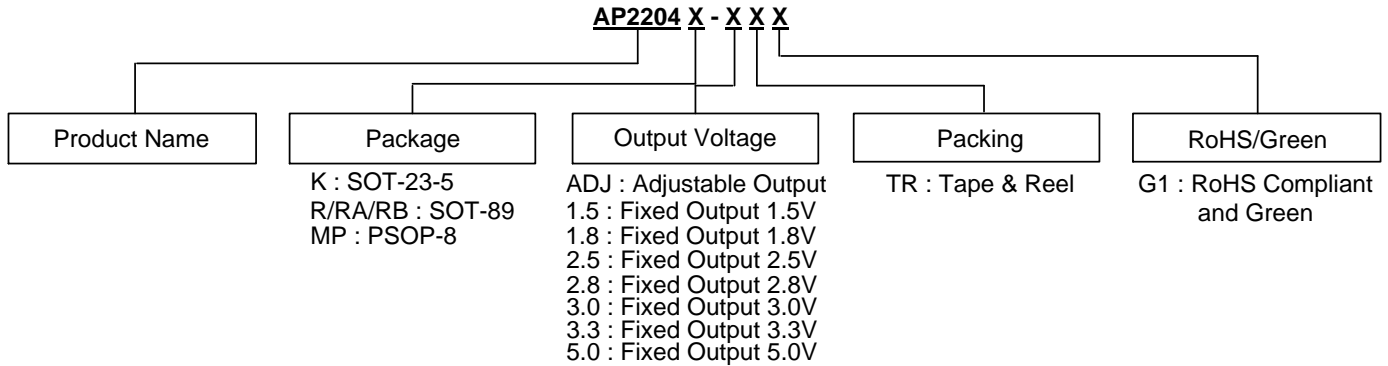 AP2204 X - X X X
Product Name
Package
Output Voltage
Packing
RoHS/Green
K : SOT-23-5
R/RA/RB : SOT-89
MP : PSOP-8
ADJ : Adjustable Output
1.5 : Fixed Output 1.5V
1.8 : Fixed Output 1.8V
2.5 : Fixed Output 2.5V
2.8 : Fixed Output 2.8V
3.0 : Fixed Output 3.0V
3.3 : Fixed Output 3.3V
5.0 : Fixed Output 5.0V
TR : Tape & Reel
G1 : RoHS Compliant
and Green